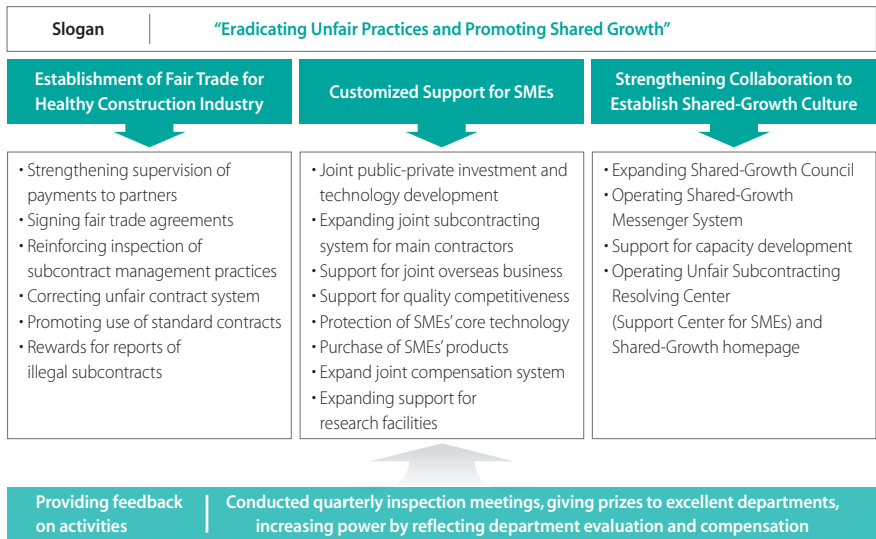 Slogan
“Eradicating Unfair Practices and Promoting Shared Growth”
Establishment of Fair Trade for
Healthy Construction Industry
• Strengthening supervision of
payments to partners
• Signing fair trade agreements
• Reinforcing inspection of
subcontract management practices
• Correcting unfair contract system
• Promoting use of standard contracts
• Rewards for reports of
illegal subcontracts
Customized Support for SMEs
• Joint public-private investment and
technology development
• Expanding joint subcontracting
system for main contractors
• Support for joint overseas business
• Support for quality competitiveness
• Protection of SMEs’ core technology
• Purchase of SMEs’ products
• Expand joint compensation system
• Expanding support for
research facilities
Strengthening Collaboration to
Establish Shared-Growth Culture
• Expanding Shared-Growth Council
• Operating Shared-Growth
Messenger System
• Support for capacity development
• Operating Unfair Subcontracting
Resolving Center
(Support Center for SMEs) and
Shared-Growth homepage
Providing feedback
on activities
Conducted quarterly inspection meetings, giving prizes to excellent departments,
increasing power by reflecting department evaluation and compensation